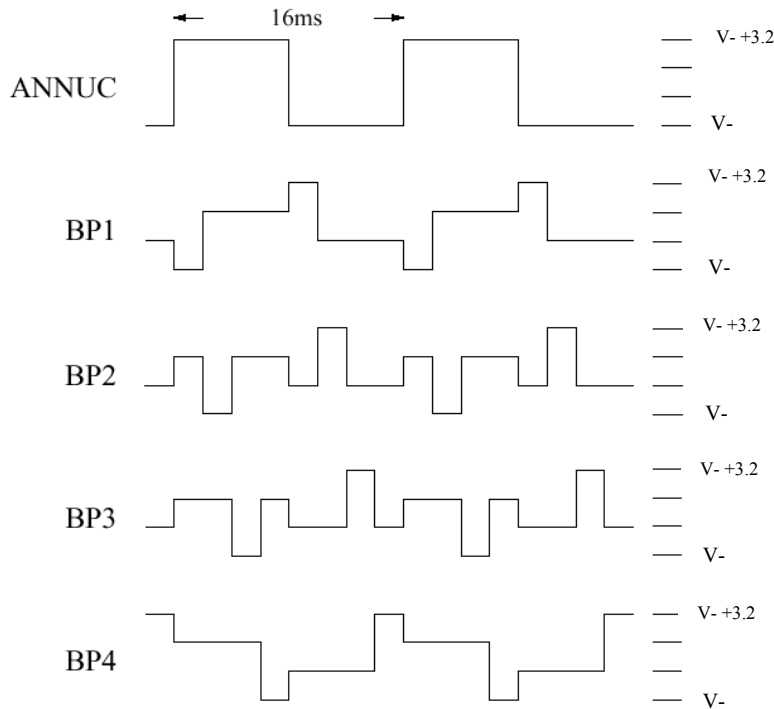 16ms
V- +3.2
ANNUC
V-
V- +3.2
BP1
V-
V- +3.2
BP2
V-
V- +3.2
BP3
V-
V- +3.2
BP4
V-